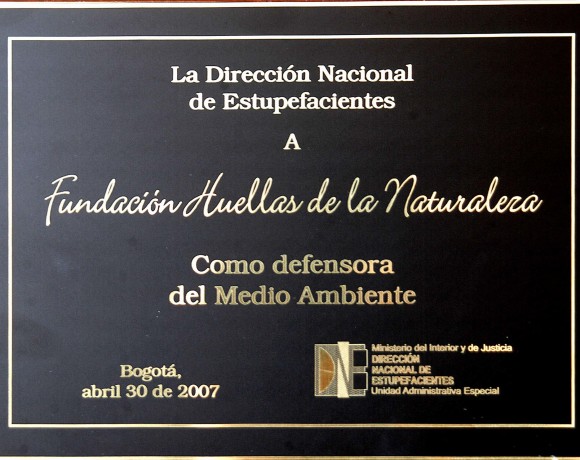 La Dirección Nacional
de Estupefacientes
A
Fundación Huellas de la Naturaleza
Como defensora
del Medio Ambiente
Bogotá,
abril 30 de 2007
DNE
Ministerio del Interior y de Justicia
DIRECCIÓN
NACIONAL DE
ESTUPEFACIENTES
Unidad Administrativa Especial